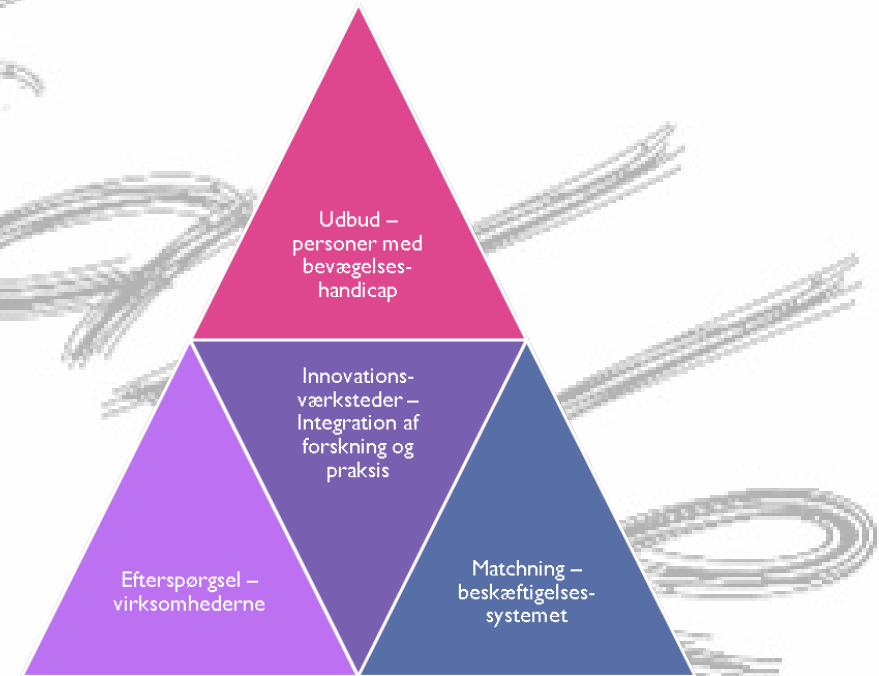 Udbud –
personer med
bevægelses-
handicap
Innovations-
værksteder –
Integration af
forskning og
praksis
Efterspørgsel –
virksomhederne
Matchning –
beskæftigelses-
systemet